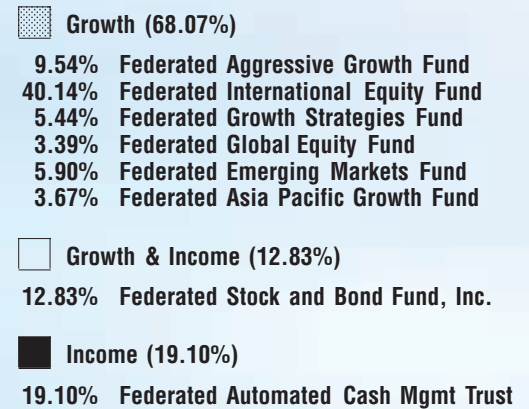 Growth (68.07%)
9.54% Federated Aggressive Growth Fund
40.14% Federated International Equity Fund
5.44% Federated Growth Strategies Fund
3.39% Federated Global Equity Fund
5.90% Federated Emerging Markets Fund
3.67% Federated Asia Pacific Growth Fund
Growth & Income (12.83%)
12.83% Federated Stock and Bond Fund, Inc.
Income (19.10%)
19.10% Federated Automated Cash Mgmt Trust